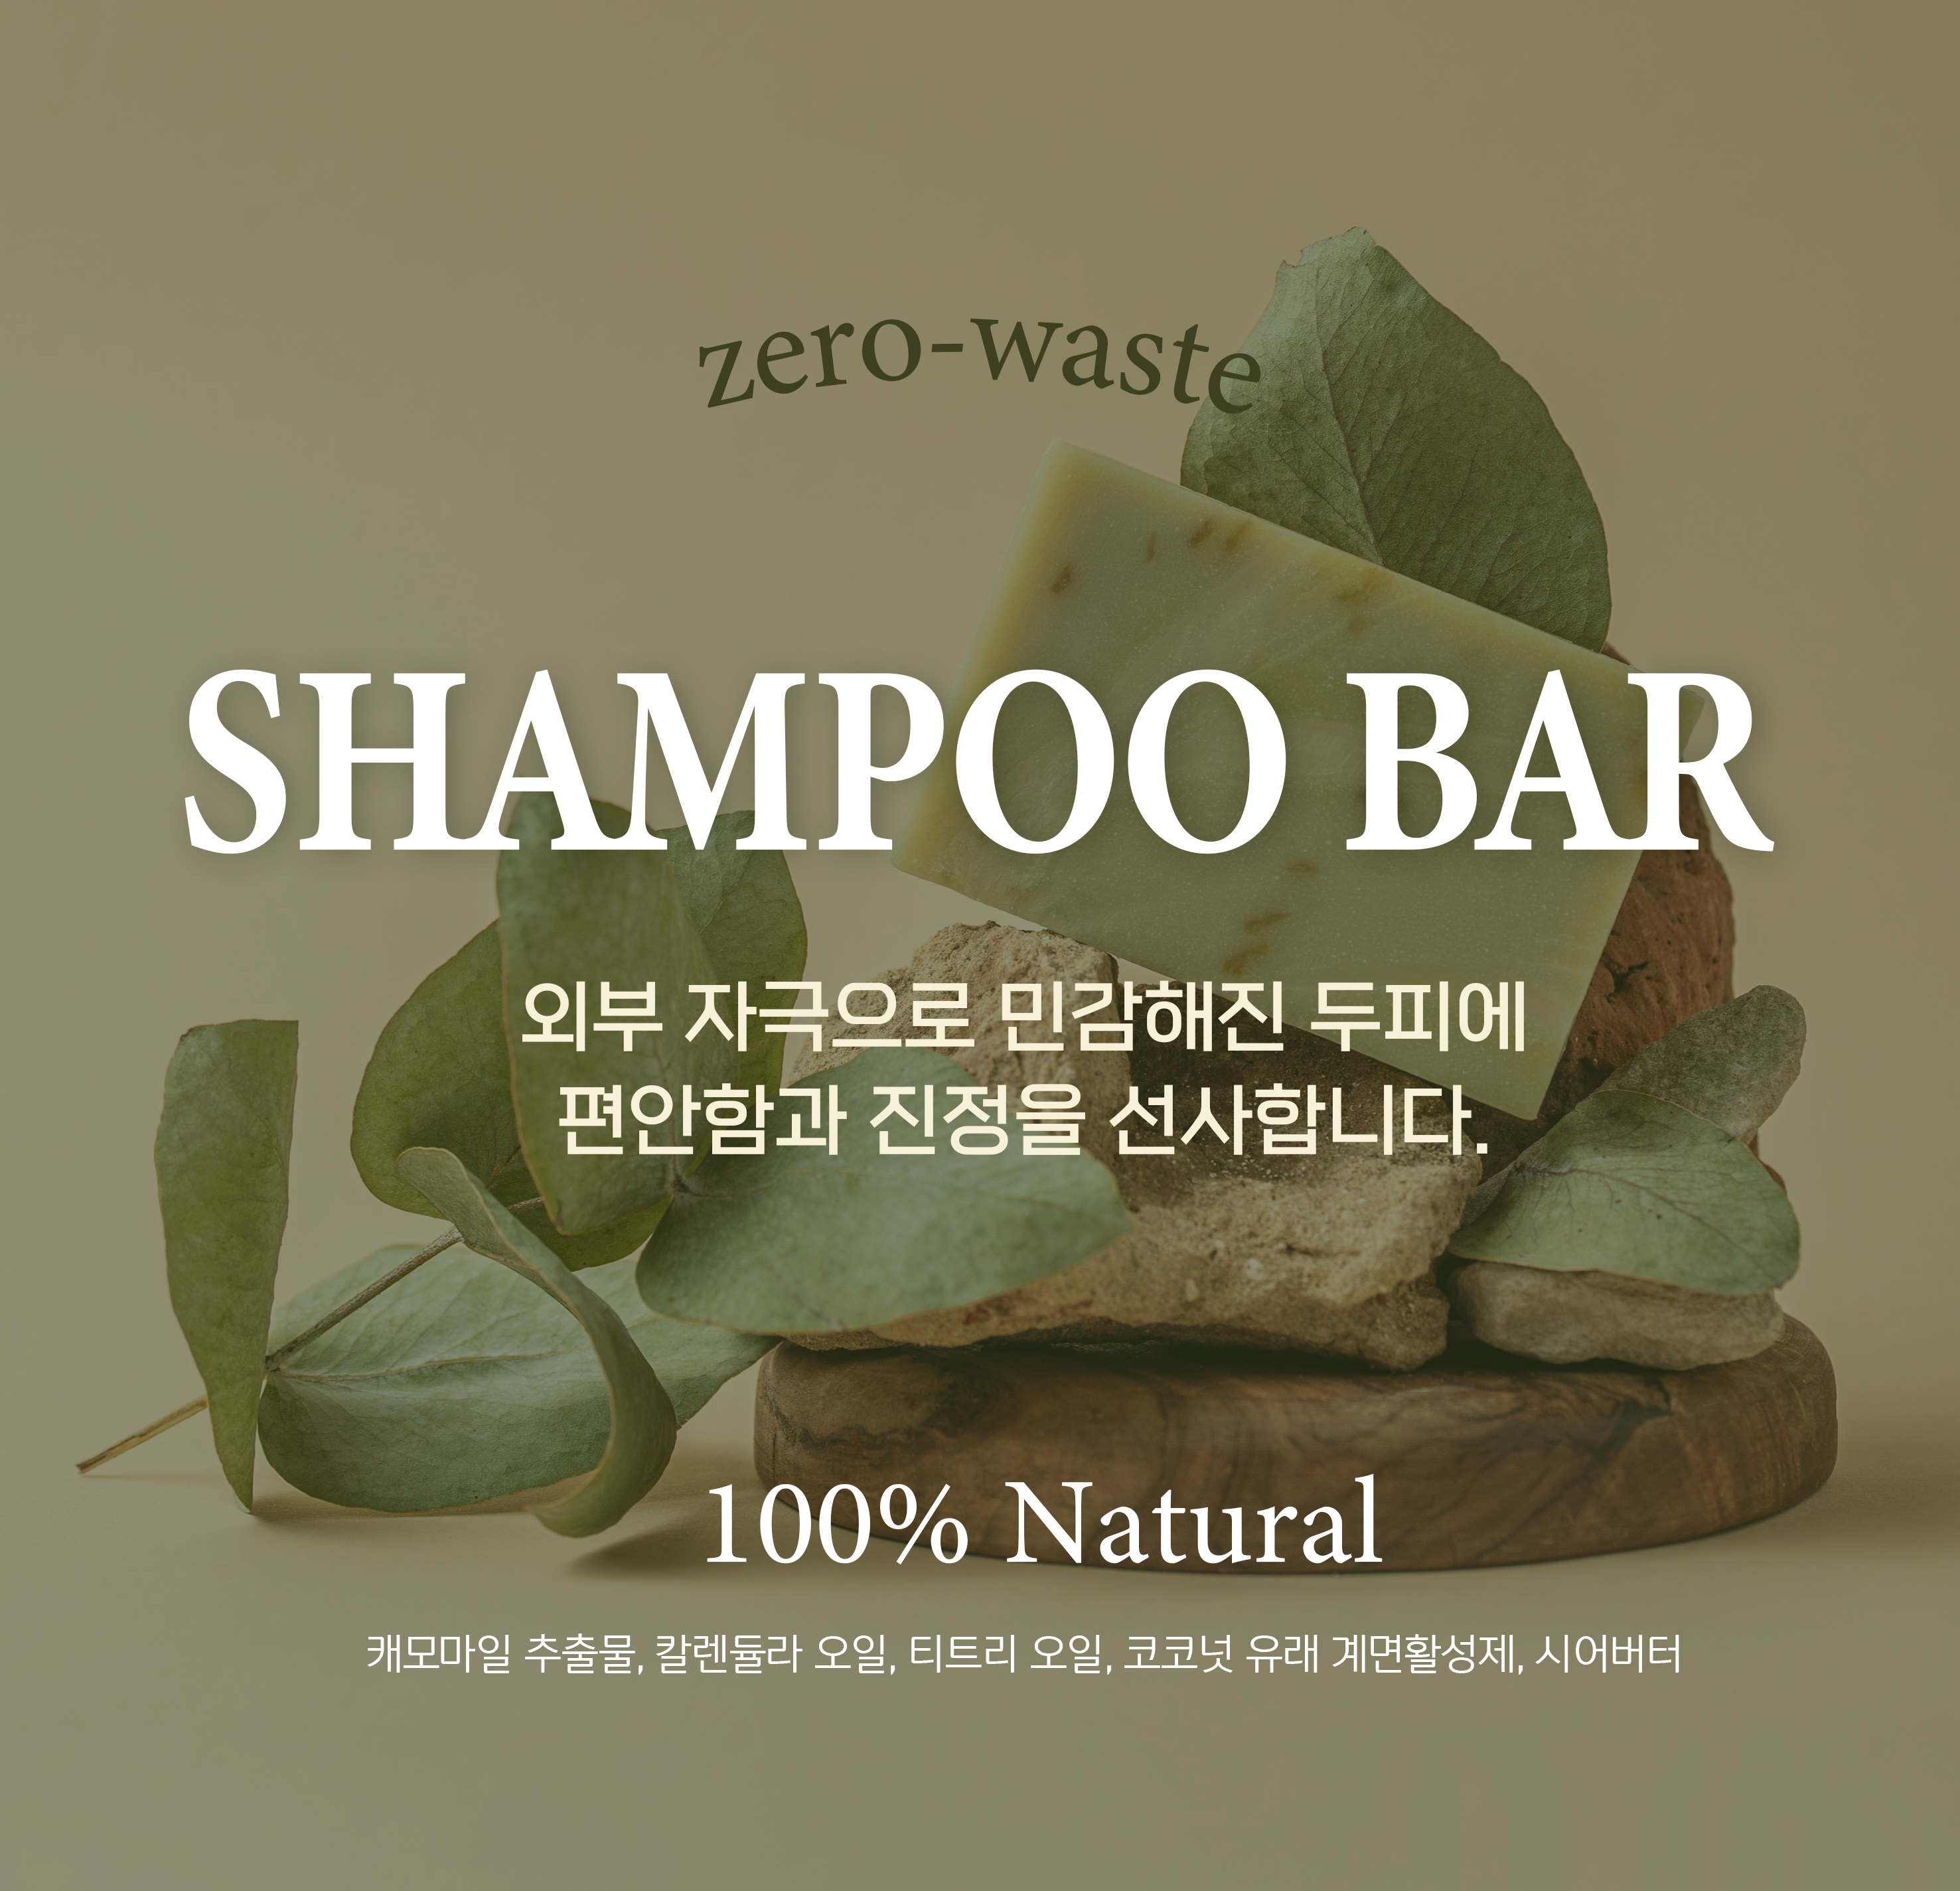 zero-waste
SHAMPOO BAR
외부 자극으로 민감해진 두피에
편안함과 진정을 선사합니다.
100% Natural
캐모마일 추출물, 칼렌듈라 오일, 티트리 오일, 코코넛 유래 계면활성제, 시어버터